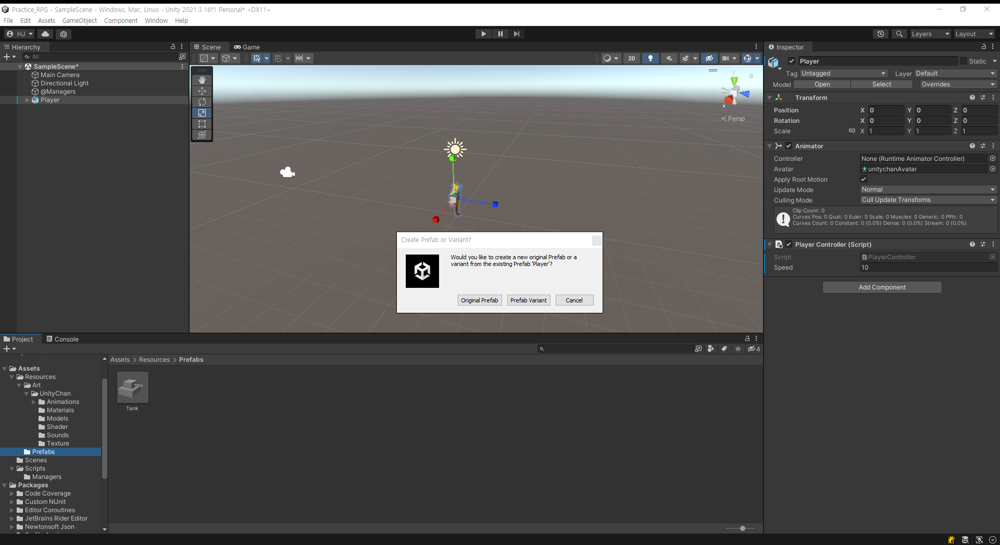 Practice_RPG - SampleScene - Windows, Mac, Linux - Unity 2021.3.16f1 Personal* <DX11>
File Edit Assets GameObject Component Window Help
HJ
Layers Layout
Hierarchy
All
SampleScene*
Main Camera
Directional Light
@Managers
Player
Scene Game
2D
Y
X
Persp
Create Prefab or Variant?
Would you like to create a new original Prefab or a
variant from the existing Prefab 'Player'?
Original Prefab Prefab Variant Cancel
Inspector
Player Static
Tag Untagged Layer Default
Model Open Select Overrides
Transform
Position X 0 Y 0 Z 0
Rotation X 0 Y 0 Z 0
Scale X 1 Y 1 Z 1
Animator
Controller None (Runtime Animator Controller)
Avatar unitychanAvatar
Apply Root Motion
Update Mode Normal
Culling Mode Cull Update Transforms
Clip Count: 0
Curves Pos: 0 Quat: 0 Euler: 0 Scale: 0 Muscles: 0 Generic: 0 PPtr: 0
Curves Count: 0 Constant: 0 (0.0%) Dense: 0 (0.0%) Stream: 0 (0.0%)
Player Controller (Script)
Script PlayerController
Speed 10
Add Component
Project Console
4
Assets > Resources > Prefabs
Assets
Resources
Art
UnityChan
Animations
Materials
Models
Shader
Sounds
Texture
Prefabs
Scenes
Scripts
Managers
Packages
Code Coverage
Custom NUnit
Editor Coroutines
JetBrains Rider Editor
Newtonsoft Json
Tank